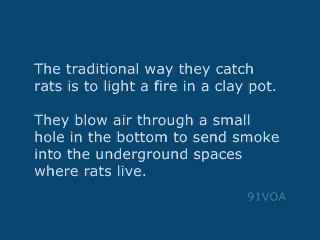 The traditional way they catch
rats is to light a fire in a clay pot.
They blow air through a small
hole in the bottom to send smoke
into the underground spaces
where rats live.
91VOA